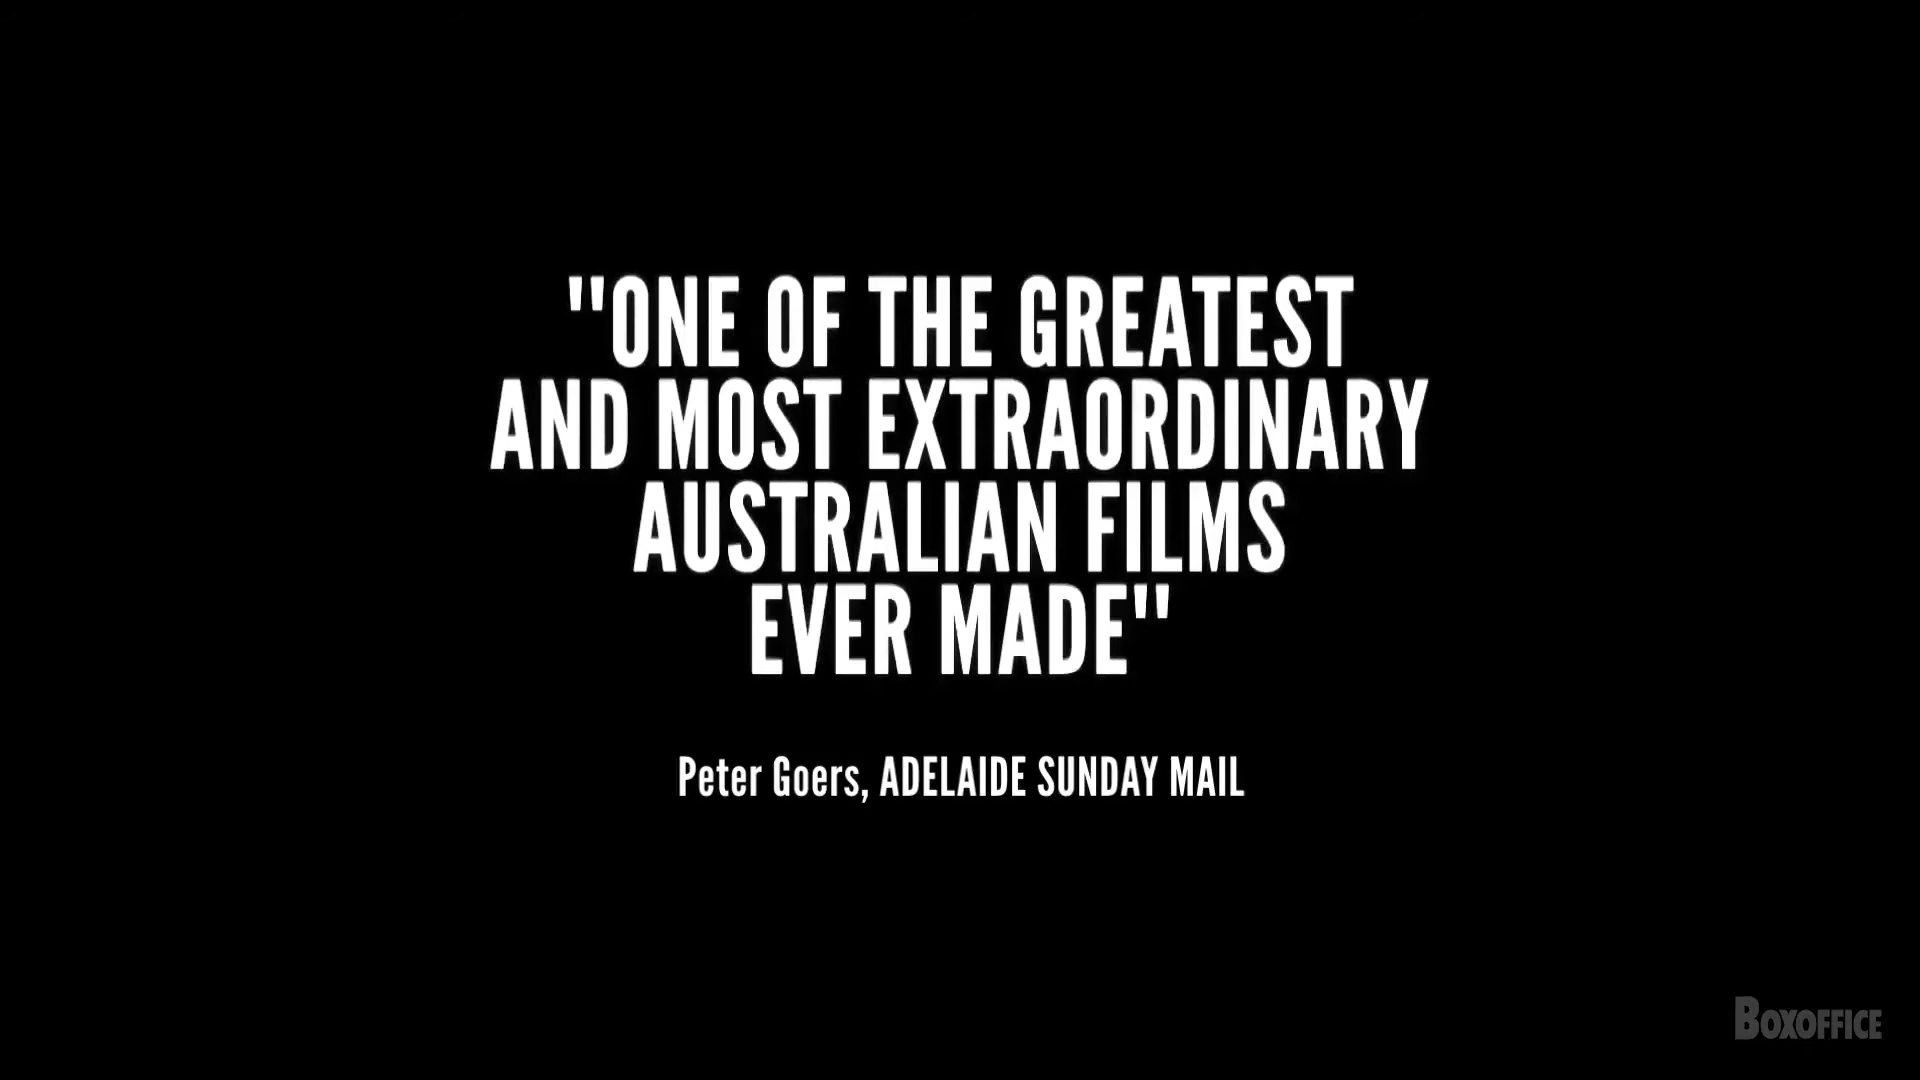 "ONE OF THE GREATEST
AND MOST EXTRAORDINARY
AUSTRALIAN FILMS
EVER MADE"
Peter Goers, ADELAIDE SUNDAY MAIL
BOXOFFICE